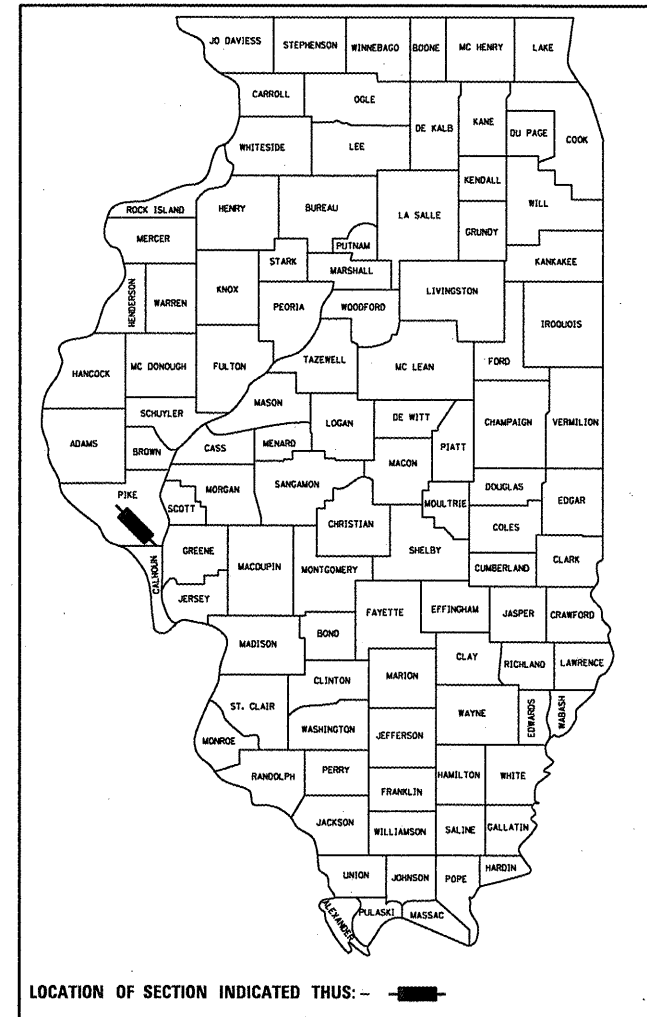 JO DAVIESS STEPHENSON WINNEBAGO BOONE MC HENRY LAKE
CARROLL OGLE DE KALB KANE DU PAGE COOK
WHITESIDE LEE
KENDALL
ROCK ISLAND HENRY BUREAU LA SALLE GRUNDY WILL
MERCER PUTNAM
STARK MARSHALL KANKAKEE
HENDERSON WARREN KNOX PEORIA WOODFORD LIVINGSTON IROQUOIS
HANCOCK MC DONOUGH FULTON TAZEWELL MC LEAN FORD
SCHUYLER MASON LOGAN DE WITT CHAMPAIGN VERMILION
ADAMS BROWN CASS MENARD MACON PIATT
PIKE SCOTT MORGAN SANGAMON MOULTRIE DOUGLAS EDGAR
CHRISTIAN COLES
CALHOUN GREENE MACOUPIN MONTGOMERY SHELBY CUMBERLAND CLARK
JERSEY FAYETTE EFFINGHAM JASPER CRAWFORD
MADISON BOND
CLINTON MARION CLAY RICHLAND LAWRENCE
ST. CLAIR WASHINGTON WAYNE EDWARDS WABASH
MONROE JEFFERSON
RANDOLPH PERRY HAMILTON WHITE
FRANKLIN
JACKSON WILLIAMSON SALINE GALLATIN
UNION JOHNSON POPE HARDIN
ALEXANDER PULASKI MASSAC
LOCATION OF SECTION INDICATED THUS: -